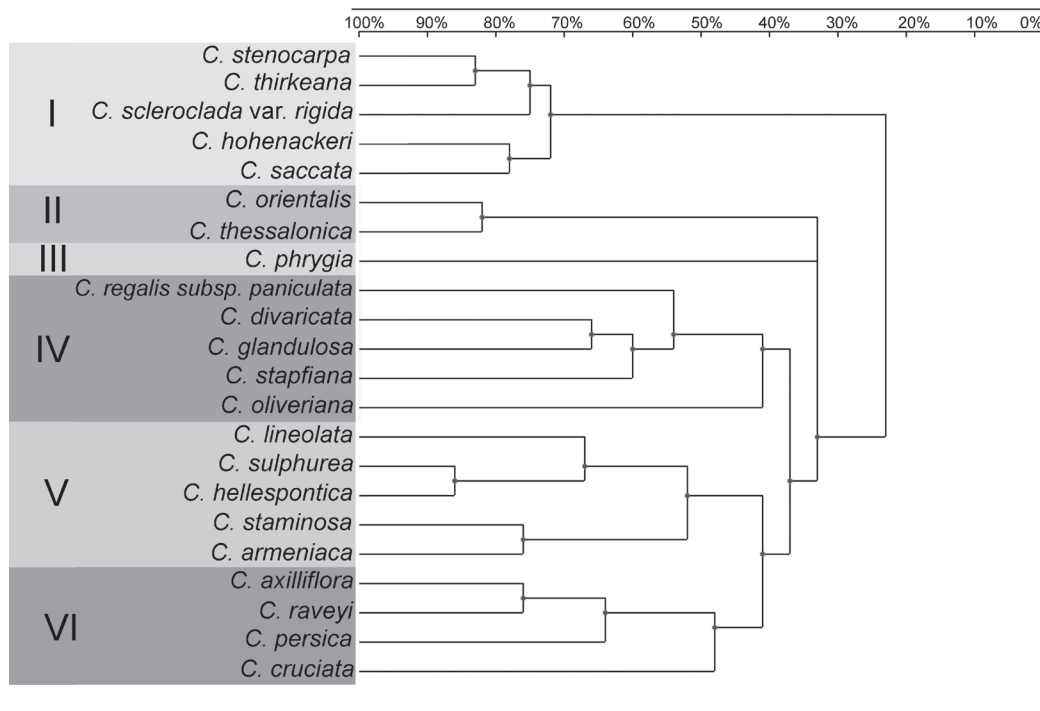 100% 90% 80% 70% 60% 50% 40% 30% 20% 10% 0%
I
C. stenocarpa
C. thirkeana
C. scleroclada var. rigida
C. hohenackeri
C. saccata
II
C. orientalis
C. thessalonica
III
C. phrygia
IV
C. regalis subsp. paniculata
C. divaricata
C. glandulosa
C. stapfiana
C. oliveriana
V
C. lineolata
C. sulphurea
C. hellespontica
C. staminosa
C. armeniaca
VI
C. axilliflora
C. raveyi
C. persica
C. cruciata